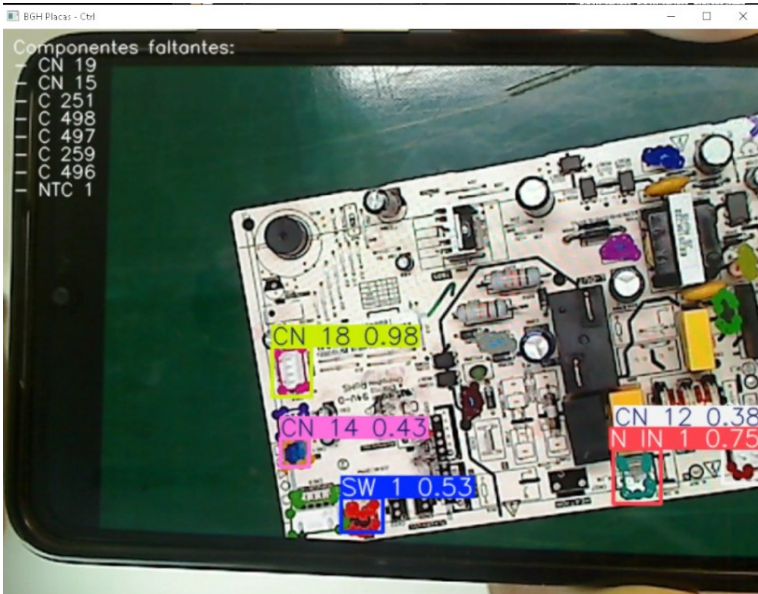 BGH Placas - Ctrl
Componentes faltantes:
- CN 19
- CN 15
- C 251
- C 498
- C 497
- C 259
- C 496
- NTC 1
CN 18 0.98
CN 12 0.38
CN 14 0.43
N IN 1 0.75
SW 1 0.53